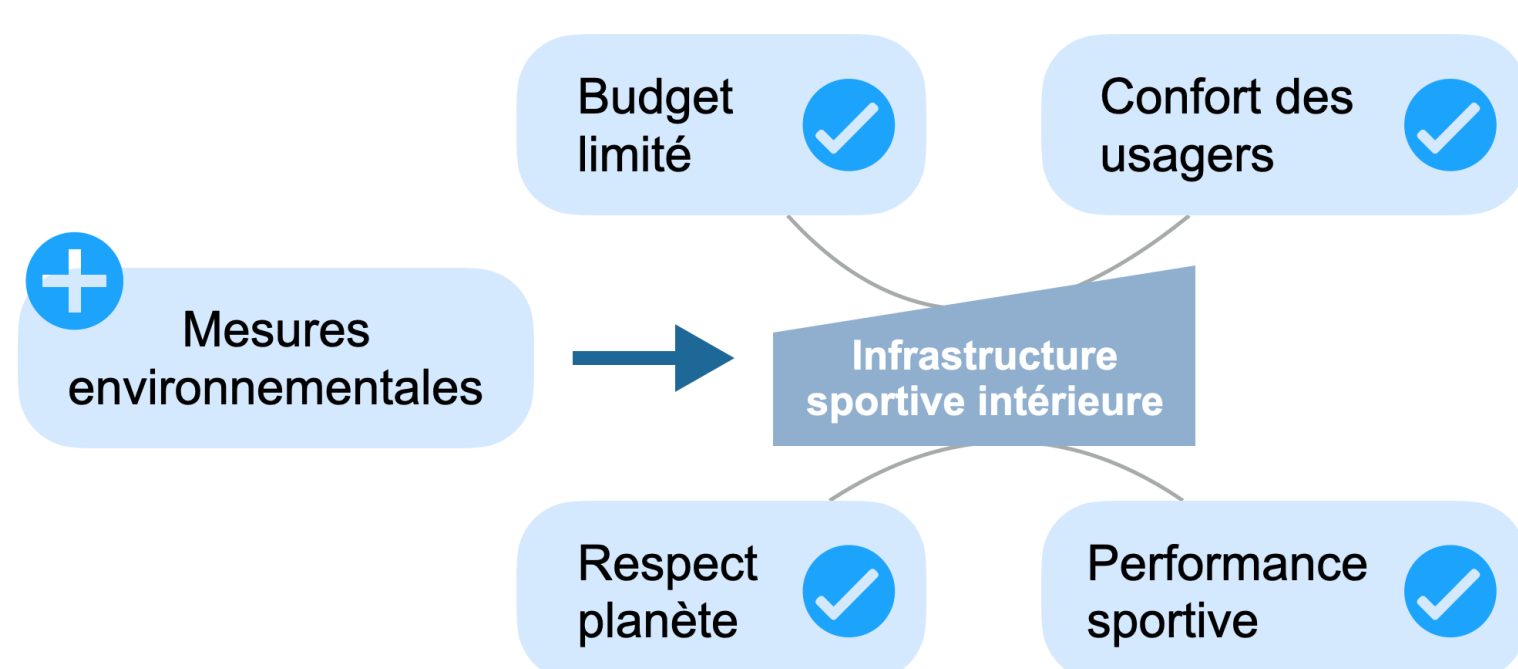 Budget
limité
Confort des
usagers
Mesures
environnementales
Infrastructure
sportive intérieure
Respect
planète
Performance
sportive